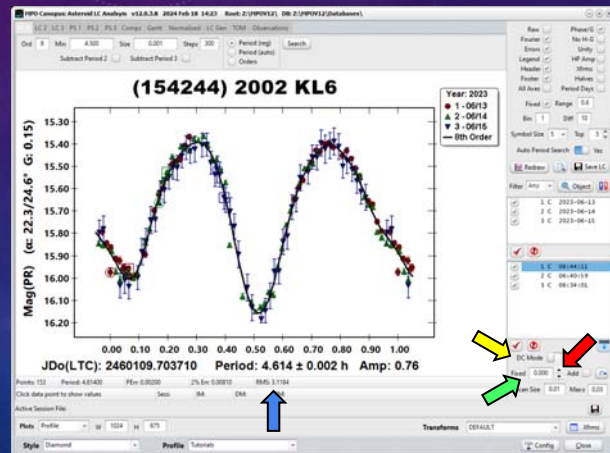 MPO Canopus: Asteroid LC Analysis v12.0.3.8 2024 Feb 18 14:23 Root: Z:\MPOV12\ DB: Z:\MPOV12\Databases\
LC 2 LC 3 PS 1 PS 2 PS 3 Comps Gantt Normalized LC Gen TOM Observations
Ord 8 Min 4.500 Size 0.001 Steps 300 Period (reg) Search
Period (auto)
Subtract Period 2 Subtract Period 3 Orders
Raw Phase/G
Fourier No H-G
Errors Unity
Legend HP Amp
Header Xfrms
Footer Halves
All Axes Period Days
Fixed Range 0.8
Bin 1 Diff 10
Symbol Size 5 Top 5
Auto Period Search Yes
Redraw Save LC
Filter Any Object
1 C 2023-06-13
2 C 2023-06-14
3 C 2023-06-15
1 C 06:44:11
2 C 06:40:59
3 C 06:34:01
DC Mode
Fixed 0.000 Add
Scan Size 0.01 Macc 0.03
(154244) 2002 KL6
Year: 2023
1 - 06/13
2 - 06/14
3 - 06/15
8th Order
Mag(PR) (α: 22.3/24.6° G: 0.15)
15.30
15.40
15.50
15.60
15.70
15.80
15.90
16.00
16.10
16.20
0.00 0.10 0.20 0.30 0.40 0.50 0.60 0.70 0.80 0.90 1.00
JDo(LTC): 2460109.703710 Period: 4.614 ± 0.002 h Amp: 0.76
Points: 153 Period: 4.61400 PErr: 0.00200 2% Err: 0.00810 RMS: 3.1184
Click data point to show values Sess: IM: DM:
Active Session File:
Plots Profile W 1024 H 675 Transforms DEFAULT Xfrms
Style Diamond Profile Tutorials Config Close